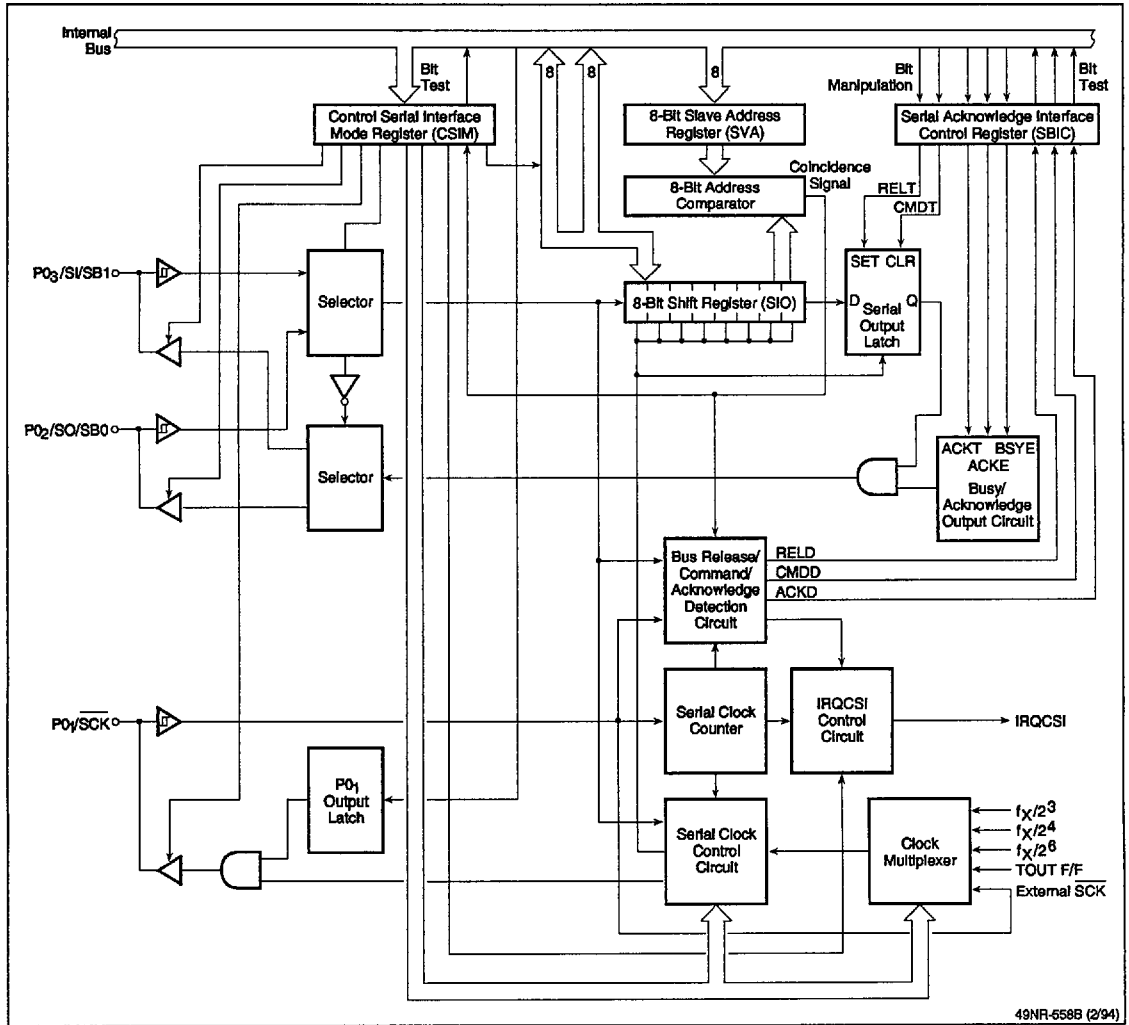 Internal
Bus
8
8
8
Bit
Test
Bit
Manipulation
Bit
Test
Control Serial Interface
Mode Register (CSIM)
8-Bit Slave Address
Register (SVA)
Serial Acknowledge Interface
Control Register (SBIC)
Coincidence
Signal
8-Bit Address
Comparator
RELT
CMDT
P0₃/SI/SB1
Selector
8-Bit Shift Register (SIO)
SET CLR
D Q
Serial
Output
Latch
P0₂/SO/SB0
Selector
ACKT BSYE
ACKE
Busy/
Acknowledge
Output Circuit
Bus Release/
Command/
Acknowledge
Detection
Circuit
RELD
CMDD
ACKD
P0₁/S̅C̅K̅
Serial Clock
Counter
IRQCSI
Control
Circuit
IRQCSI
P0₁
Output
Latch
Serial Clock
Control
Circuit
Clock
Multiplexer
fX/2³
fX/2⁴
fX/2⁶
TOUT F/F
External S̅C̅K̅
49NR-558B (2/94)